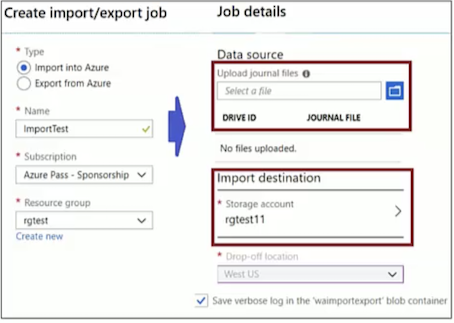 Create import/export job
* Type
Import into Azure
Export from Azure
* Name
ImportTest
* Subscription
Azure Pass - Sponsorship
* Resource group
rgtest
Create new
Job details
Data source
Upload journal files
Select a file
DRIVE ID JOURNAL FILE
No files uploaded.
Import destination
* Storage account
rgtest11
* Drop-off location
West US
Save verbose log in the 'waimportexport' blob container